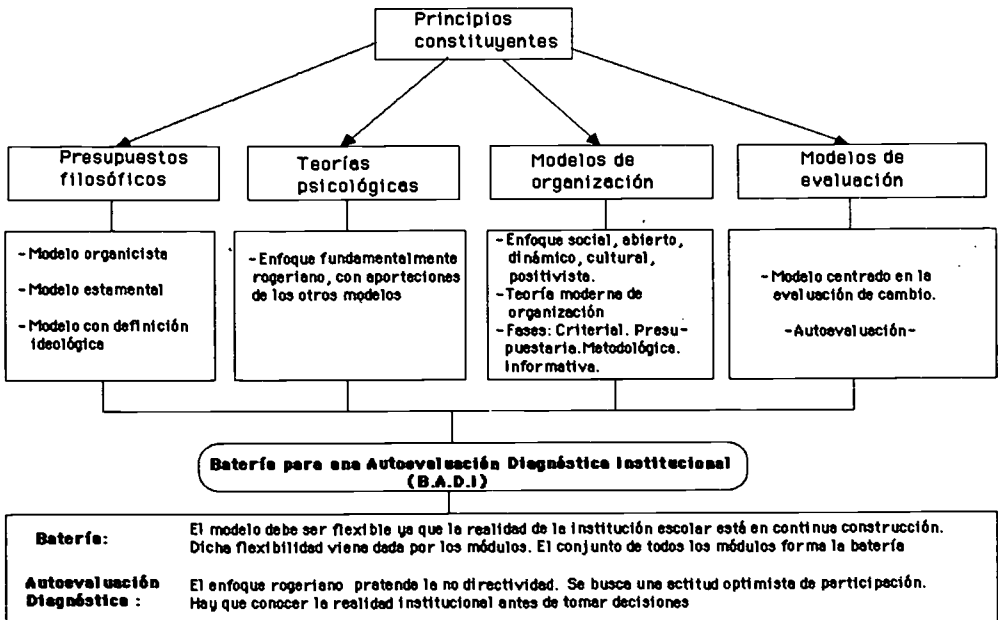 Principios
constituyentes
Presupuestos
filosóficos
Teorías
psicológicas
Modelos de
organización
Modelos de
evaluación
-Modelo organicista
-Modelo estamental
-Modelo con definición
ideológica
-Enfoque fundamentalmente
rogeriano, con aportaciones
de los otros modelos
-Enfoque social, abierto,
dinámico, cultural,
positivista.
-Teoría moderna de
organización
-Fases: Criterial. Presu-
puestaria.Metodológica.
Informativa.
-Modelo centrado en la
evaluación de cambio.
-Autoevaluación-
Batería para una Autoevaluación Diagnóstica Institucional
(B.A.D.I)
Batería: El modelo debe ser flexible ya que la realidad de la institución escolar está en continua construcción.
Dicha flexibilidad viene dada por los módulos. El conjunto de todos los módulos forma la batería
Autoevaluación
Diagnóstica : El enfoque rogeriano pretende la no directividad. Se busca una actitud optimista de participación.
Hay que conocer la realidad institucional antes de tomar decisiones